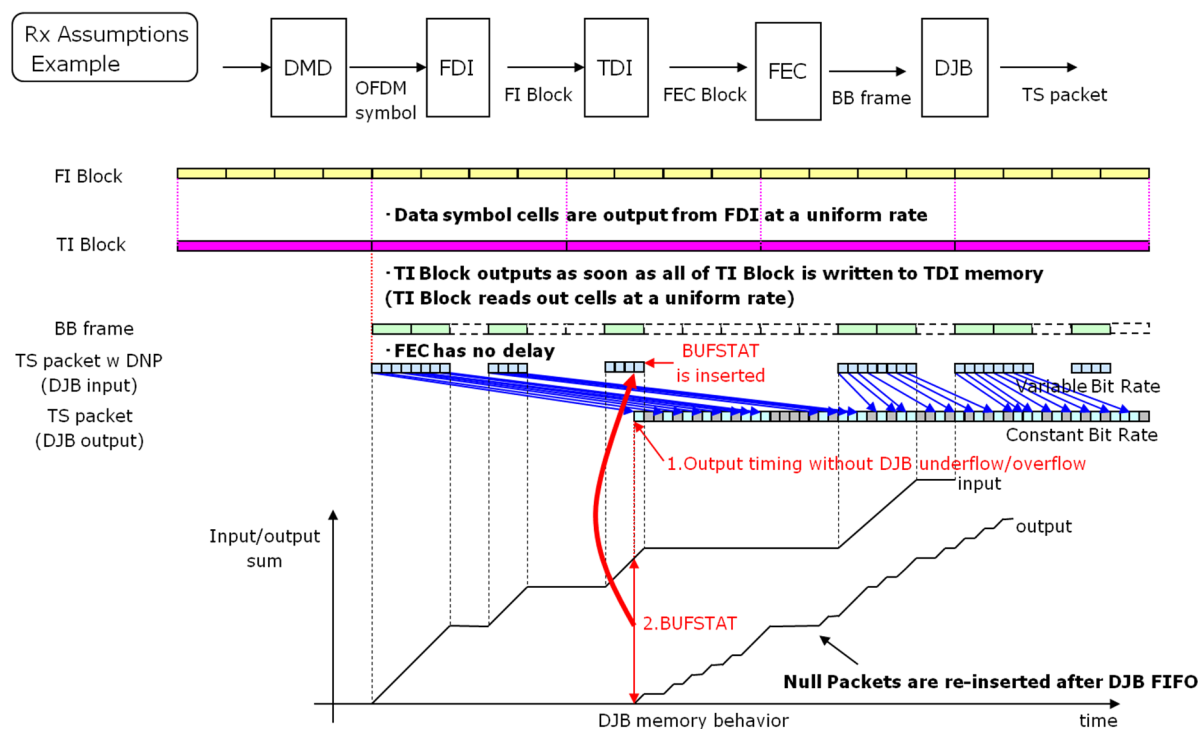 Rx Assumptions
Example
DMD
FDI
TDI
FEC
DJB
OFDM
symbol
FI Block
FEC Block
BB frame
TS packet
FI Block
·Data symbol cells are output from FDI at a uniform rate
TI Block
·TI Block outputs as soon as all of TI Block is written to TDI memory
(TI Block reads out cells at a uniform rate)
BB frame
·FEC has no delay
BUFSTAT
is inserted
TS packet w DNP
(DJB input)
Variable Bit Rate
TS packet
(DJB output)
Constant Bit Rate
1.Output timing without DJB underflow/overflow
input
output
Input/output
sum
2.BUFSTAT
Null Packets are re-inserted after DJB FIFO
DJB memory behavior
time